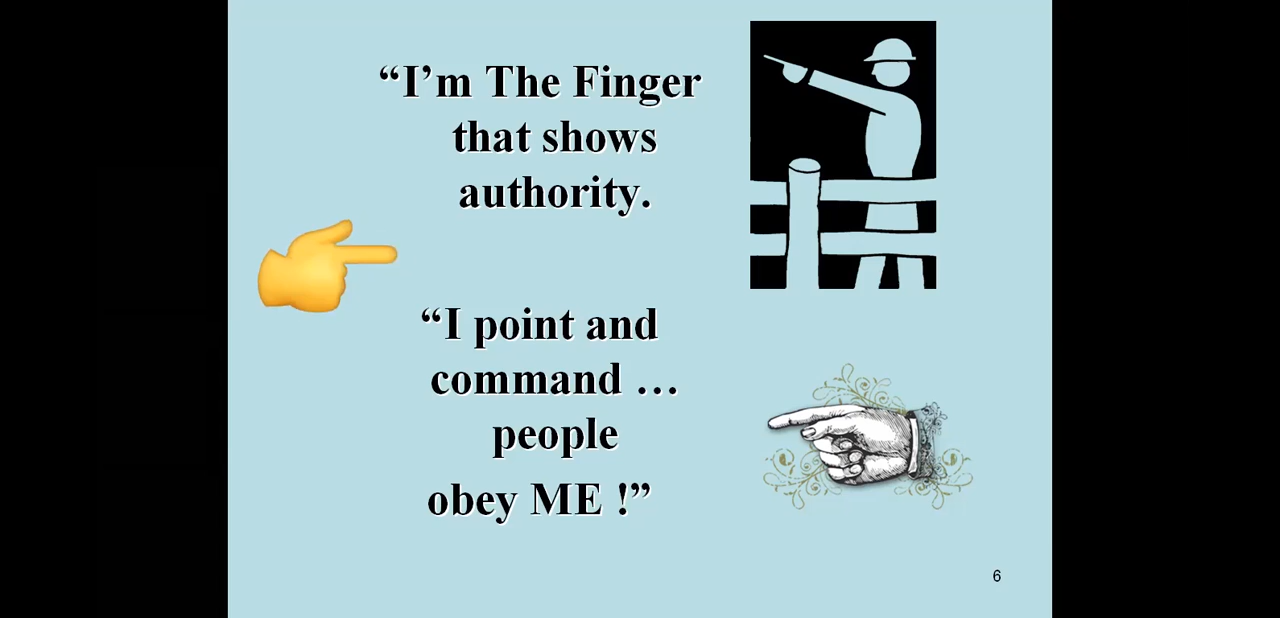 “I’m The Finger
that shows
authority.
“I point and
command …
people
obey ME !”
6